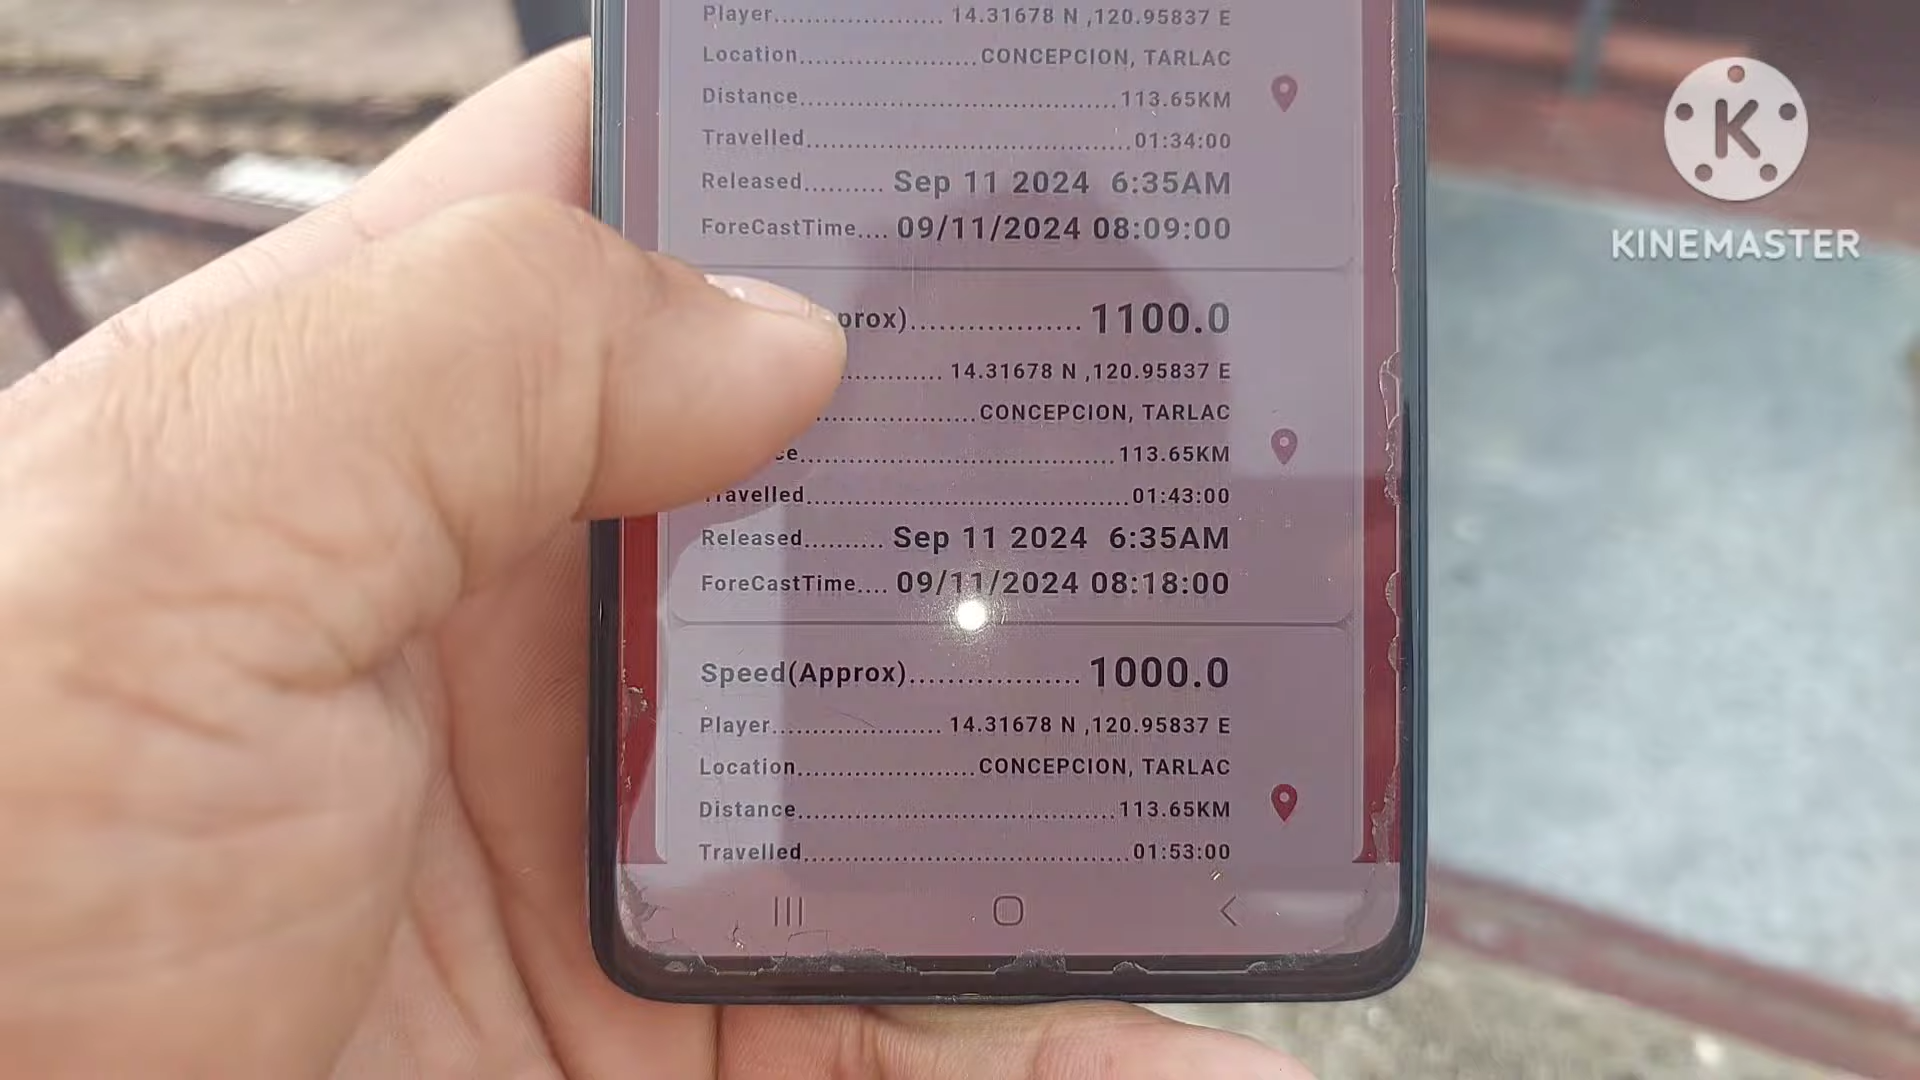 Player..................... 14.31678 N ,120.95837 E
Location......................CONCEPCION, TARLAC
Distance.......................................113.65KM
Travelled........................................01:34:00
Released.......... Sep 11 2024 6:35AM
ForeCastTime.... 09/11/2024 08:09:00
prox)................. 1100.0
............ 14.31678 N ,120.95837 E
....................CONCEPCION, TARLAC
ce.......................................113.65KM
Travelled........................................01:43:00
Released.......... Sep 11 2024 6:35AM
ForeCastTime.... 09/11/2024 08:18:00
Speed(Approx)................. 1000.0
Player..................... 14.31678 N ,120.95837 E
Location......................CONCEPCION, TARLAC
Distance.......................................113.65KM
Travelled........................................01:53:00
K
KINEMASTER